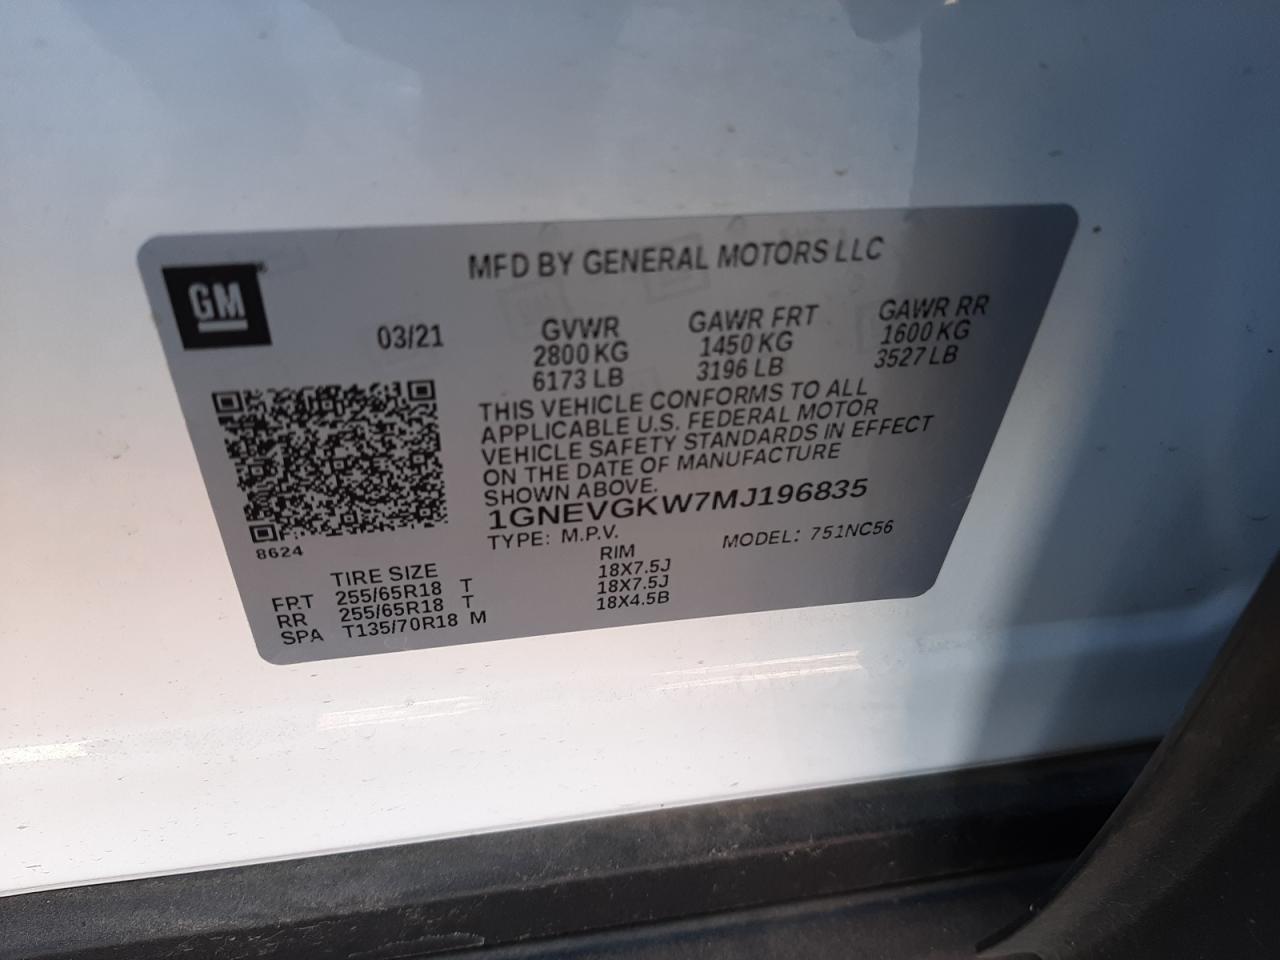 MFD BY GENERAL MOTORS LLC
GM
03/21
GVWR GAWR FRT GAWR RR
2800 KG 1450 KG 1600 KG
6173 LB 3196 LB 3527 LB
THIS VEHICLE CONFORMS TO ALL
APPLICABLE U.S. FEDERAL MOTOR
VEHICLE SAFETY STANDARDS IN EFFECT
ON THE DATE OF MANUFACTURE
SHOWN ABOVE.
1GNEVGKW7MJ196835
TYPE: M.P.V. MODEL: 751NC56
8624
TIRE SIZE RIM
FRT 255/65R18 T 18X7.5J
RR 255/65R18 T 18X7.5J
SPA T135/70R18 M 18X4.5B